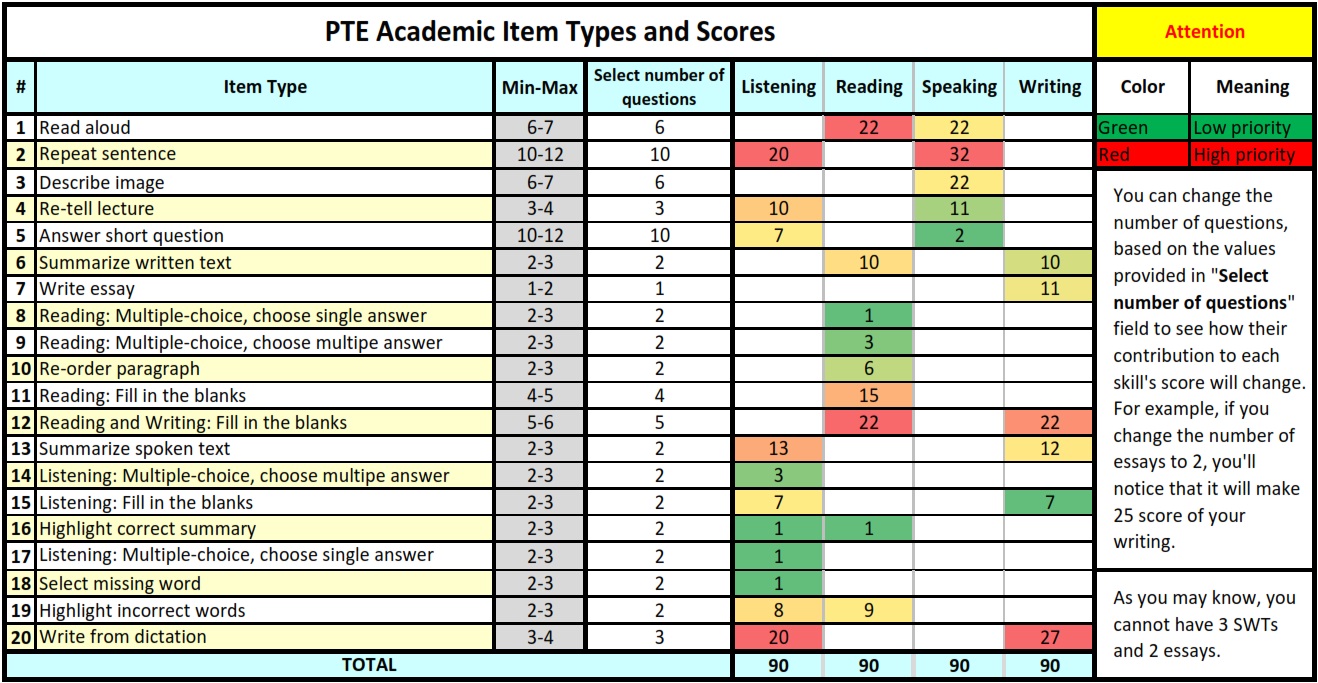 PTE Academic Item Types and Scores
Attention
# Item Type Min-Max Select number of questions Listening Reading Speaking Writing
Color Meaning
1 Read aloud 6-7 6 22 22
Green Low priority
2 Repeat sentence 10-12 10 20 32
Red High priority
3 Describe image 6-7 6 22
4 Re-tell lecture 3-4 3 10 11
5 Answer short question 10-12 10 7 2
6 Summarize written text 2-3 2 10 10
7 Write essay 1-2 1 11
8 Reading: Multiple-choice, choose single answer 2-3 2 1
9 Reading: Multiple-choice, choose multipe answer 2-3 2 3
10 Re-order paragraph 2-3 2 6
11 Reading: Fill in the blanks 4-5 4 15
12 Reading and Writing: Fill in the blanks 5-6 5 22 22
13 Summarize spoken text 2-3 2 13 12
14 Listening: Multiple-choice, choose multipe answer 2-3 2 3
15 Listening: Fill in the blanks 2-3 2 7 7
16 Highlight correct summary 2-3 2 1 1
17 Listening: Multiple-choice, choose single answer 2-3 2 1
18 Select missing word 2-3 2 1
19 Highlight incorrect words 2-3 2 8 9
20 Write from dictation 3-4 3 20 27
TOTAL 90 90 90 90
You can change the
number of questions,
based on the values
provided in "Select
number of questions"
field to see how their
contribution to each
skill's score will change.
For example, if you
change the number of
essays to 2, you'll
notice that it will make
25 score of your
writing.
As you may know, you
cannot have 3 SWTs
and 2 essays.